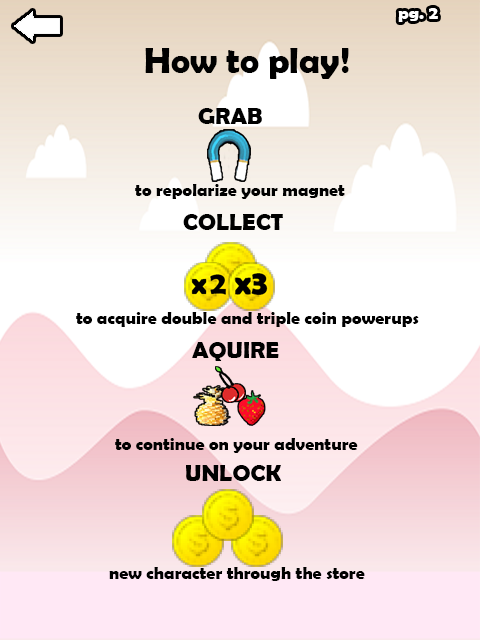 pg. 2
How to play!
GRAB
to repolarize your magnet
COLLECT
x2 x3
to acquire double and triple coin powerups
AQUIRE
to continue on your adventure
UNLOCK
$ $ $
new character through the store